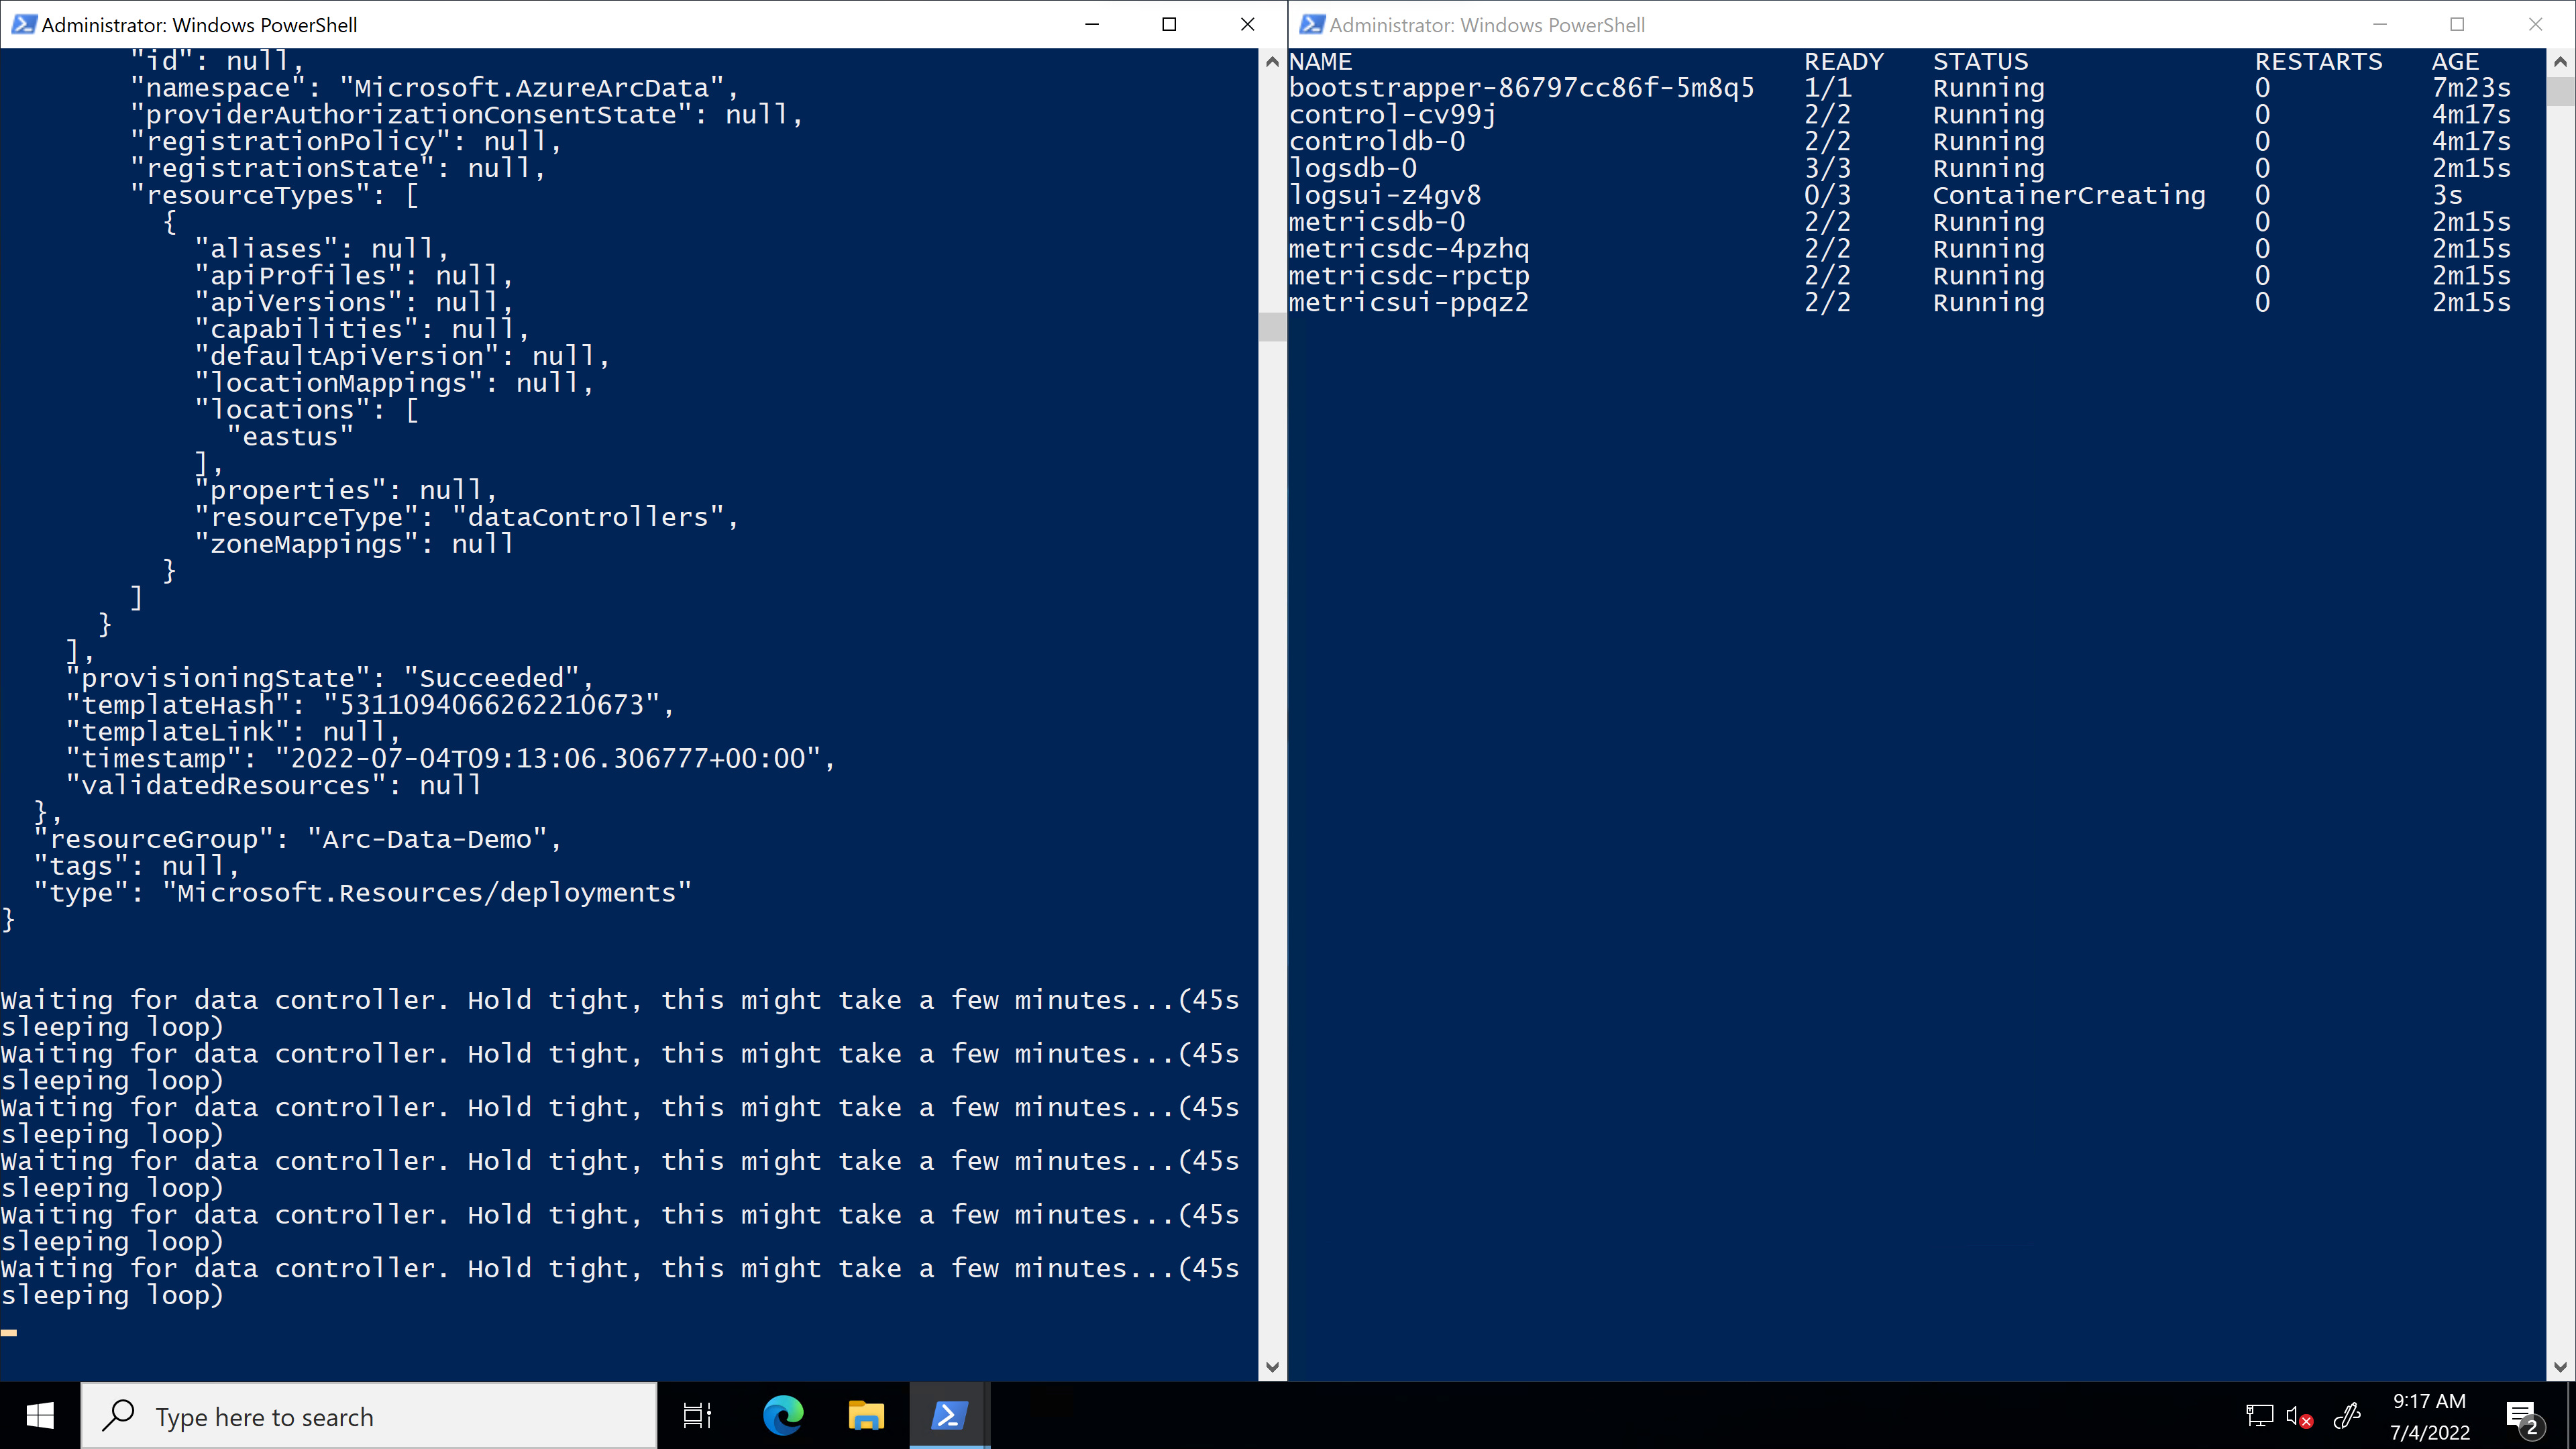 Administrator: Windows PowerShell
"id": null,
"namespace": "Microsoft.AzureArcData",
"providerAuthorizationConsentState": null,
"registrationPolicy": null,
"registrationState": null,
"resourceTypes": [
{
"aliases": null,
"apiProfiles": null,
"apiVersions": null,
"capabilities": null,
"defaultApiVersion": null,
"locationMappings": null,
"locations": [
"eastus"
],
"properties": null,
"resourceType": "dataControllers",
"zoneMappings": null
}
]
}
],
"provisioningState": "Succeeded",
"templateHash": "5311094066262210673",
"templateLink": null,
"timestamp": "2022-07-04T09:13:06.306777+00:00",
"validatedResources": null
},
"resourceGroup": "Arc-Data-Demo",
"tags": null,
"type": "Microsoft.Resources/deployments"
}
Waiting for data controller. Hold tight, this might take a few minutes...(45s
sleeping loop)
Waiting for data controller. Hold tight, this might take a few minutes...(45s
sleeping loop)
Waiting for data controller. Hold tight, this might take a few minutes...(45s
sleeping loop)
Waiting for data controller. Hold tight, this might take a few minutes...(45s
sleeping loop)
Waiting for data controller. Hold tight, this might take a few minutes...(45s
sleeping loop)
Waiting for data controller. Hold tight, this might take a few minutes...(45s
sleeping loop)
Administrator: Windows PowerShell
NAME READY STATUS RESTARTS AGE
bootstrapper-86797cc86f-5m8q5 1/1 Running 0 7m23s
control-cv99j 2/2 Running 0 4m17s
controldb-0 2/2 Running 0 4m17s
logsdb-0 3/3 Running 0 2m15s
logsui-z4gv8 0/3 ContainerCreating 0 3s
metricsdb-0 2/2 Running 0 2m15s
metricsdc-4pzhq 2/2 Running 0 2m15s
metricsdc-rpctp 2/2 Running 0 2m15s
metricsui-ppqz2 2/2 Running 0 2m15s
Type here to search
9:17 AM
7/4/2022
2